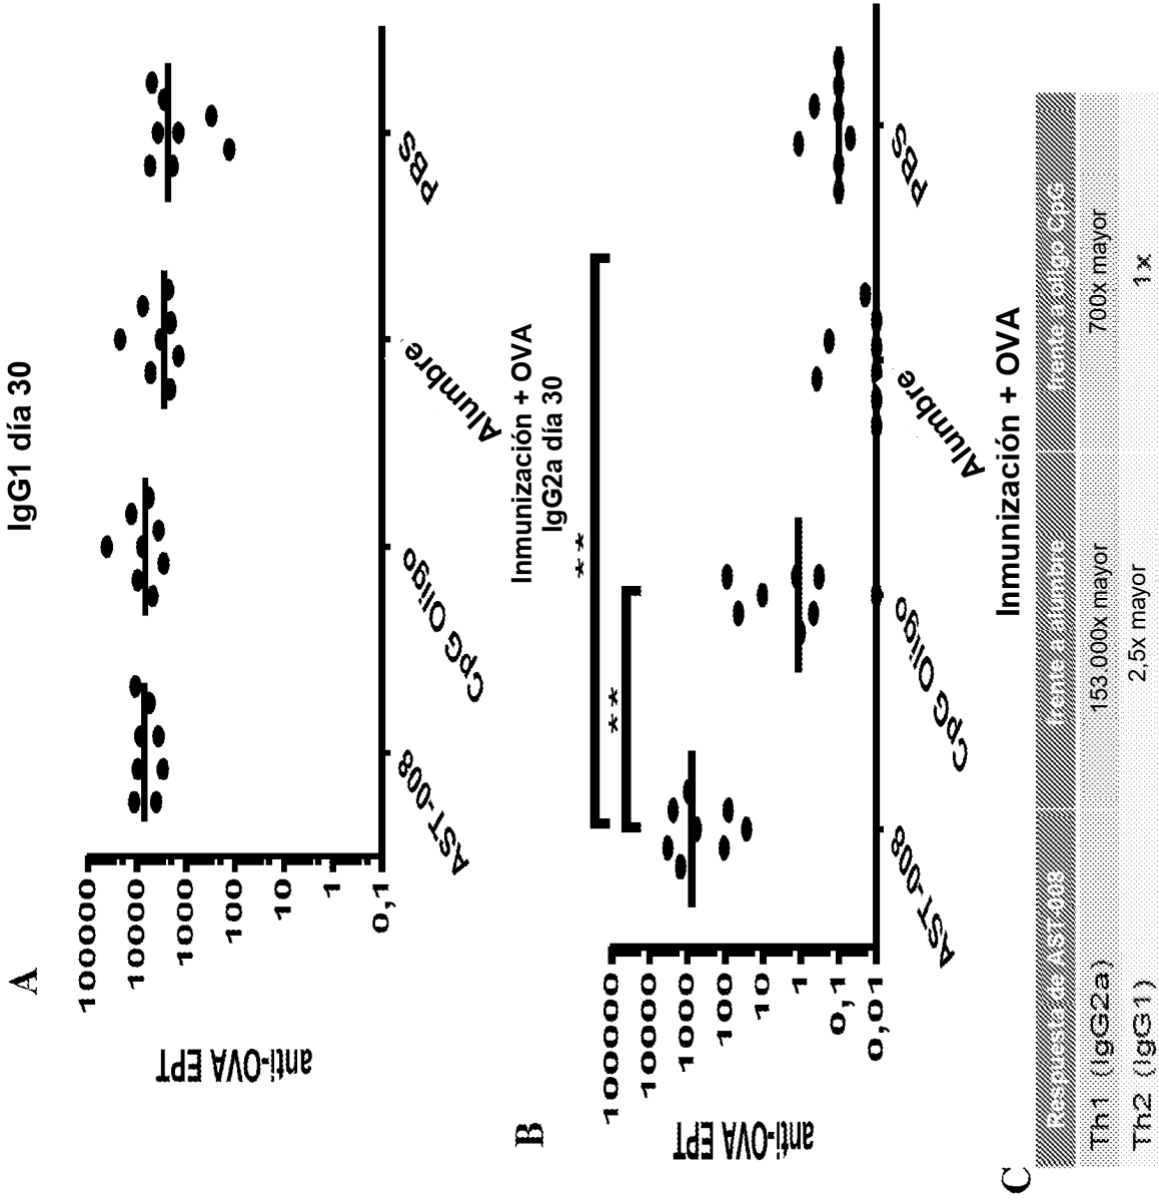 A
IgG1 día 30
anti-OVA EPT
100000
10000
1000
100
10
1
0,1
AST-008
CpG Oligo
Alumbre
PBS
Inmunización + OVA
B
IgG2a día 30
anti-OVA EPT
100000
10000
1000
100
10
1
0,1
0,01
**
**
AST-008
CpG Oligo
Alumbre
PBS
Inmunización + OVA
C
Respuesta de AST-008 frente a alumbre frente a oligo CpG
Th1 (IgG2a) 153.000x mayor 700x mayor
Th2 (IgG1) 2,5x mayor 1x